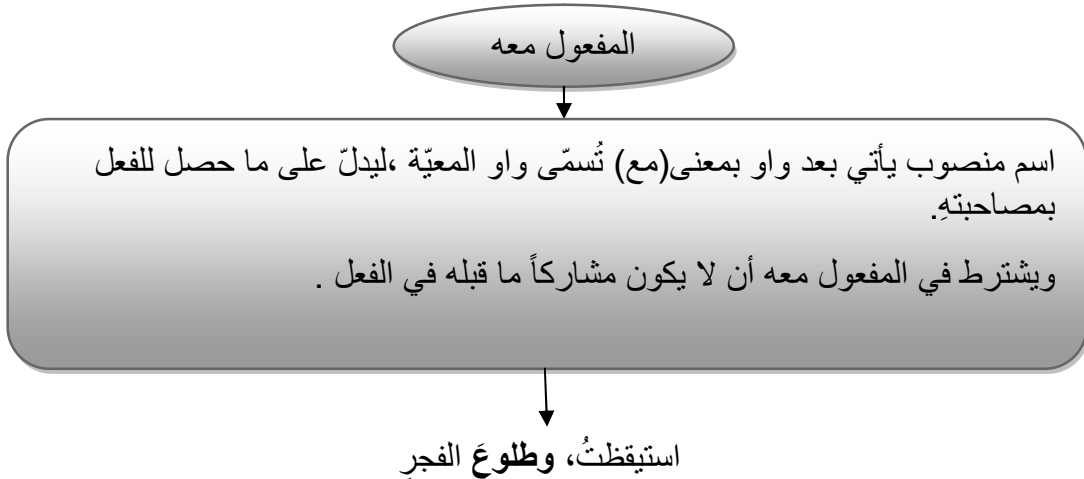 المفعول معه
اسم منصوب يأتي بعد واو بمعنى(مع) تُسمّى واو المعيّة ،ليدلّ على ما حصل للفعل
بمصاحبتهِ.
ويشترط في المفعول معه أن لا يكون مشاركاً ما قبله في الفعل .
استيقظتُ، وطلوعَ الفجرِ